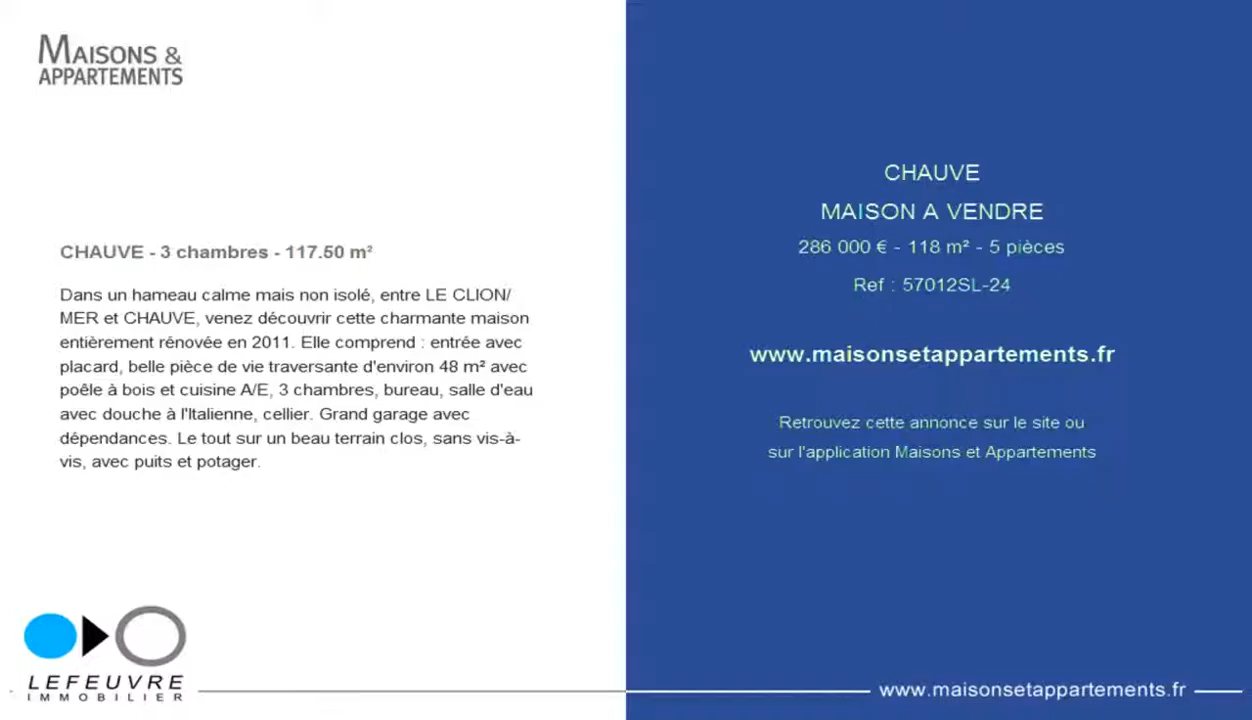 MAISONS &
APPARTEMENTS
CHAUVE - 3 chambres - 117.50 m²
Dans un hameau calme mais non isolé, entre LE CLION/
MER et CHAUVE, venez découvrir cette charmante maison
entièrement rénovée en 2011. Elle comprend : entrée avec
placard, belle pièce de vie traversante d'environ 48 m² avec
poêle à bois et cuisine A/E, 3 chambres, bureau, salle d'eau
avec douche à l'Italienne, cellier. Grand garage avec
dépendances. Le tout sur un beau terrain clos, sans vis-à-
vis, avec puits et potager.
LEFEUVRE
IMMOBILIER
CHAUVE
MAISON A VENDRE
286 000 € - 118 m² - 5 pièces
Ref : 57012SL-24
www.maisonsetappartements.fr
Retrouvez cette annonce sur le site ou
sur l'application Maisons et Appartements
www.maisonsetappartements.fr